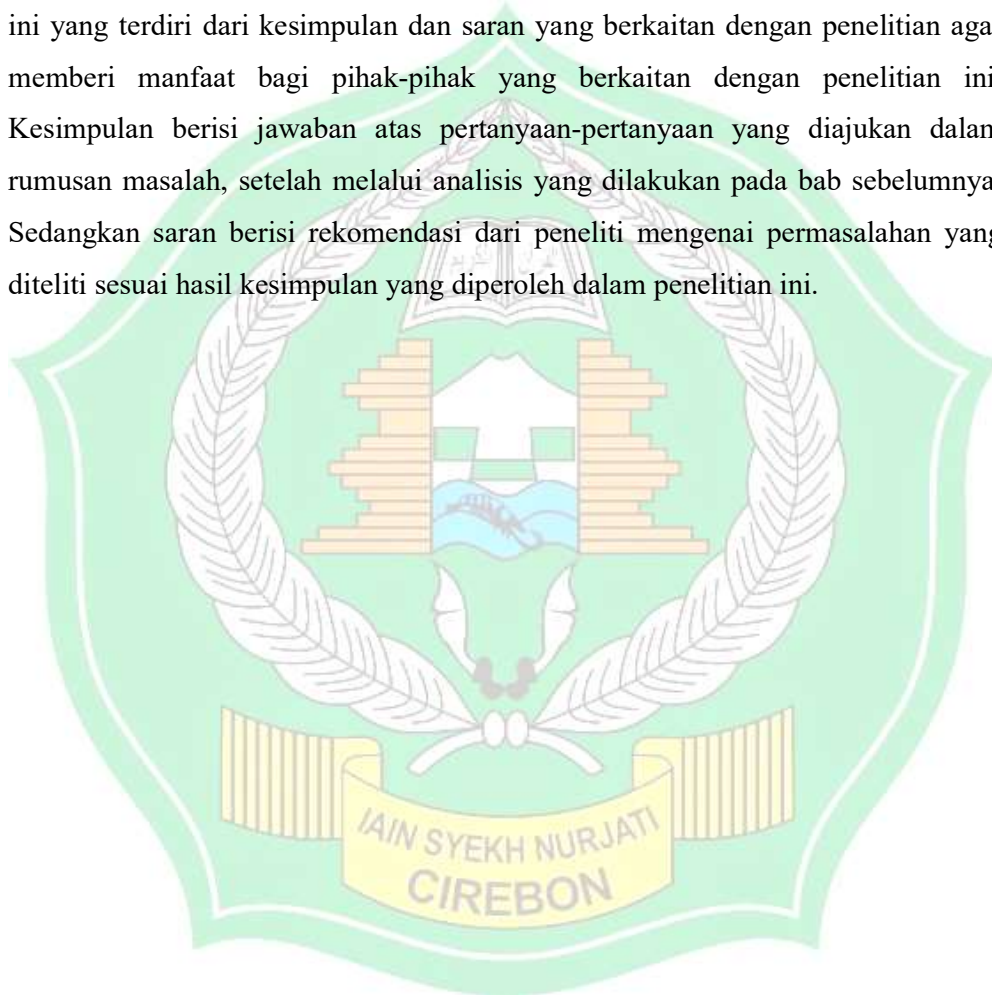 ini yang terdiri dari kesimpulan dan saran yang berkaitan dengan penelitian aga
memberi manfaat bagi pihak-pihak yang berkaitan dengan penelitian ini
Kesimpulan berisi jawaban atas pertanyaan-pertanyaan yang diajukan dalam
rumusan masalah, setelah melalui analisis yang dilakukan pada bab sebelumnya
Sedangkan saran berisi rekomendasi dari peneliti mengenai permasalahan yang
diteliti sesuai hasil kesimpulan yang diperoleh dalam penelitian ini.
IAIN SYEKH NURJATI
CIREBON